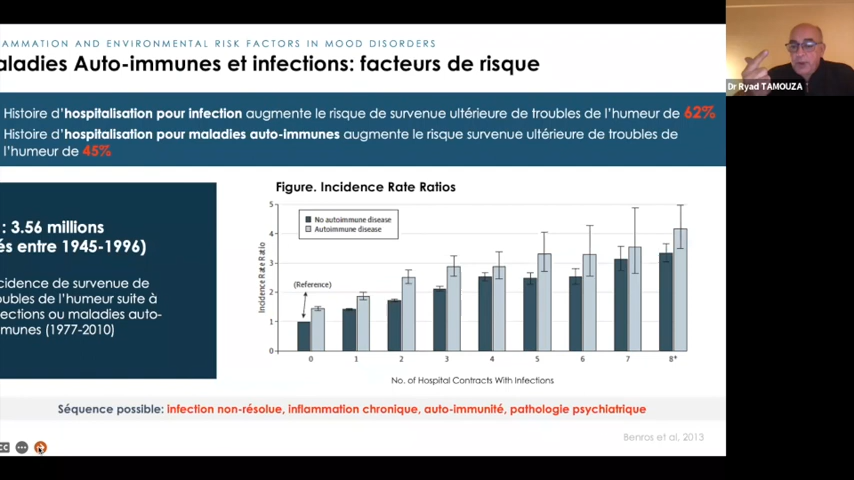 AMMATION AND ENVIRONMENTAL RISK FACTORS IN MOOD DISORDERS
aladies Auto-immunes et infections: facteurs de risque
Dr Ryad TAMOUZA
Histoire d'hospitalisation pour infection augmente le risque de survenue ultérieure de troubles de l'humeur de 62%
Histoire d'hospitalisation pour maladies auto-immunes augmente le risque survenue ultérieure de troubles de
l'humeur de 45%
: 3.56 millions
és entre 1945-1996)
cidence de survenue de
oubles de l'humeur suite à
ections ou maladies auto-
munes (1977-2010)
Figure. Incidence Rate Ratios
No autoimmune disease
Autoimmune disease
(Reference)
Incidence Rate Ratio
5
4
3
2
1
0
0 1 2 3 4 5 6 7 8*
No. of Hospital Contracts With Infections
Séquence possible: infection non-résolue, inflammation chronique, auto-immunité, pathologie psychiatrique
Benros et al, 2013
CC